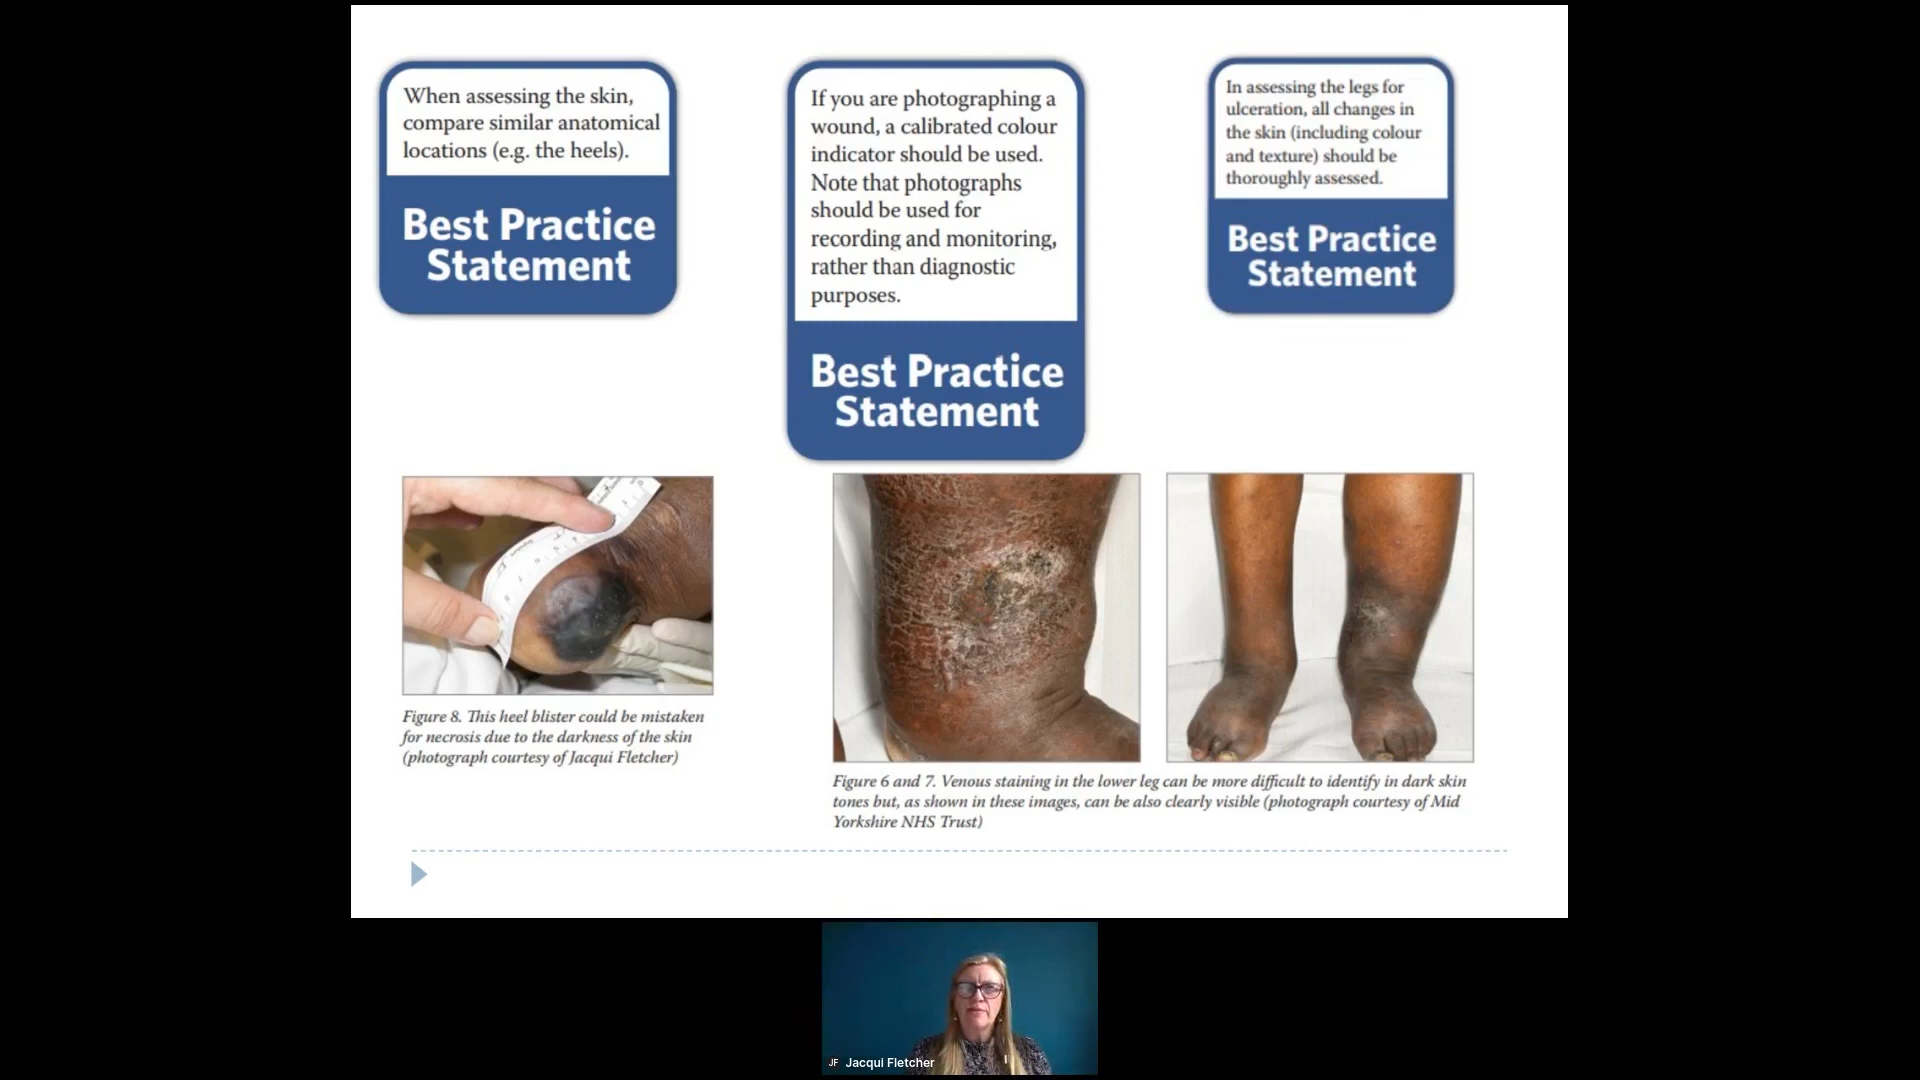 When assessing the skin,
compare similar anatomical
locations (e.g. the heels).
Best Practice
Statement
If you are photographing a
wound, a calibrated colour
indicator should be used.
Note that photographs
should be used for
recording and monitoring,
rather than diagnostic
purposes.
Best Practice
Statement
In assessing the legs for
ulceration, all changes in
the skin (including colour
and texture) should be
thoroughly assessed.
Best Practice
Statement
Figure 8. This heel blister could be mistaken
for necrosis due to the darkness of the skin
(photograph courtesy of Jacqui Fletcher)
Figure 6 and 7. Venous staining in the lower leg can be more difficult to identify in dark skin
tones but, as shown in these images, can be also clearly visible (photograph courtesy of Mid
Yorkshire NHS Trust)
JF Jacqui Fletcher